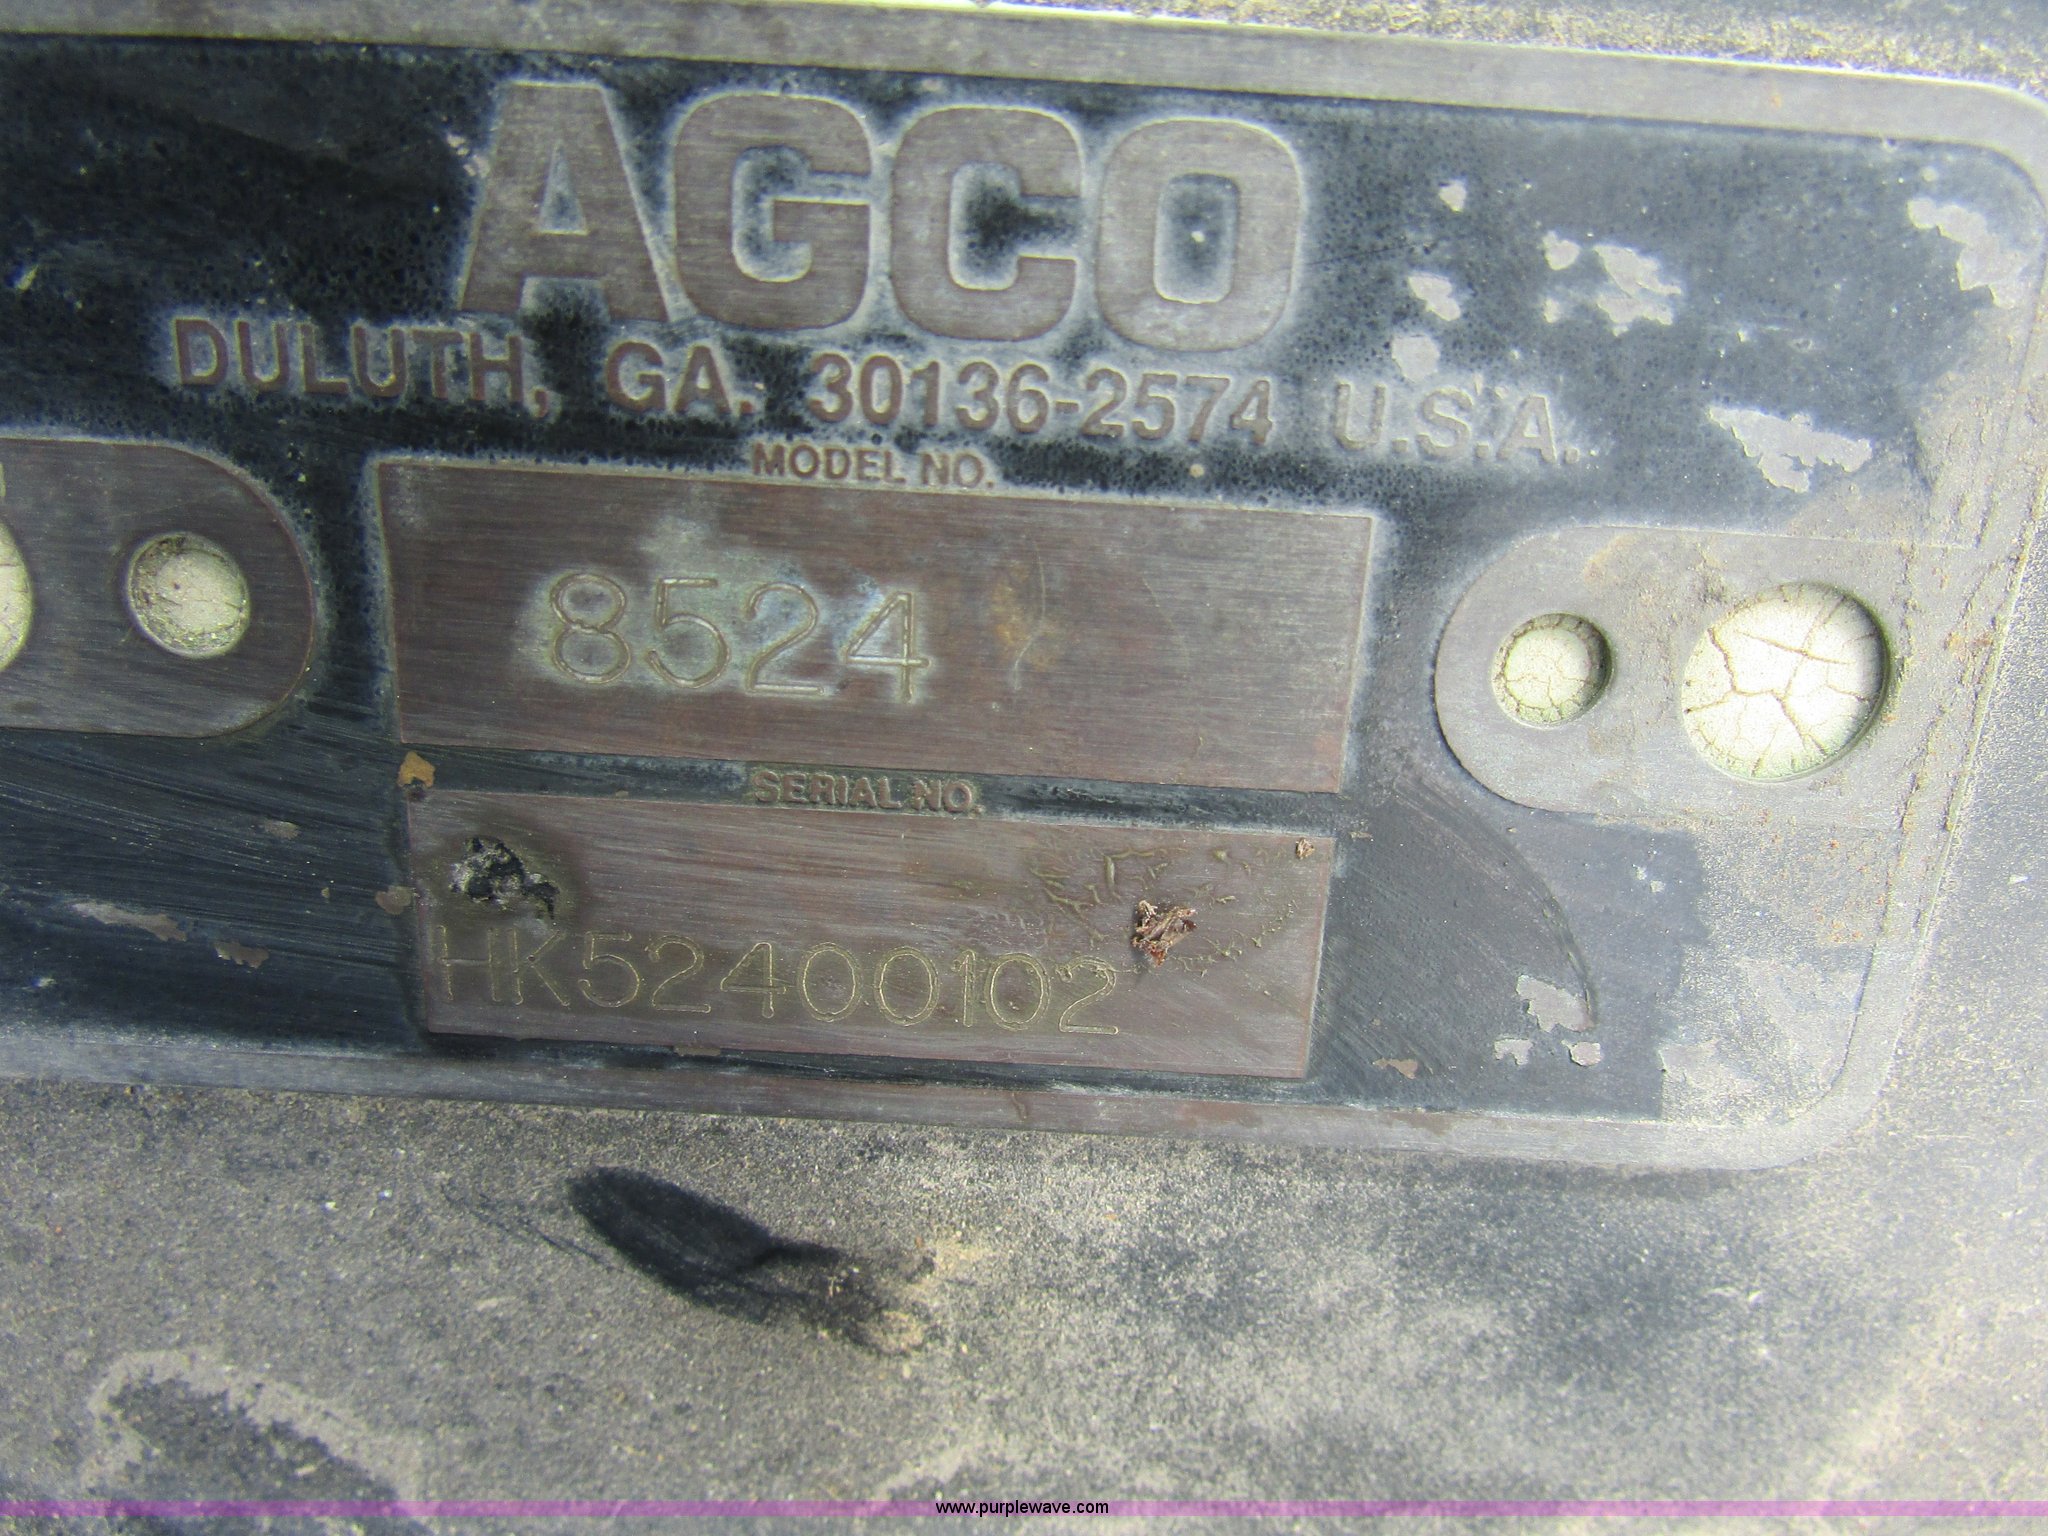 AGCO
DULUTH, GA. 30136-2574 U.S.A.
MODEL NO.
8524
SERIAL NO.
HK52400102
www.purplewave.com